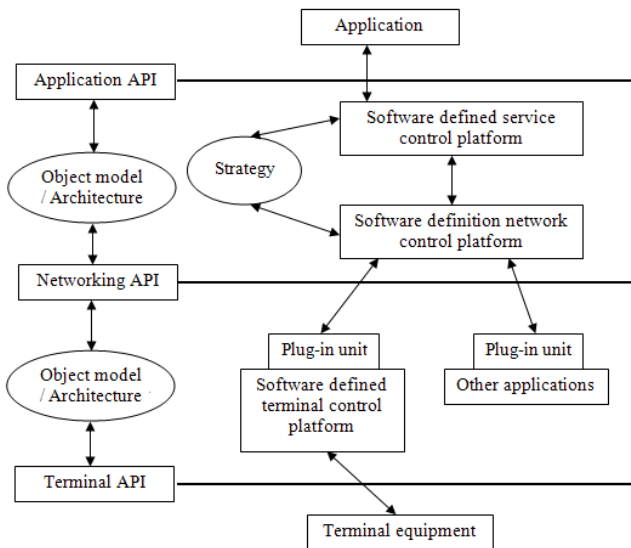 Application
Application API
Software defined service
control platform
Object model
/ Architecture
Strategy
Software definition network
control platform
Networking API
Plug-in unit
Plug-in unit
Object model
/ Architecture
Software defined
terminal control
platform
Other applications
Terminal API
Terminal equipment